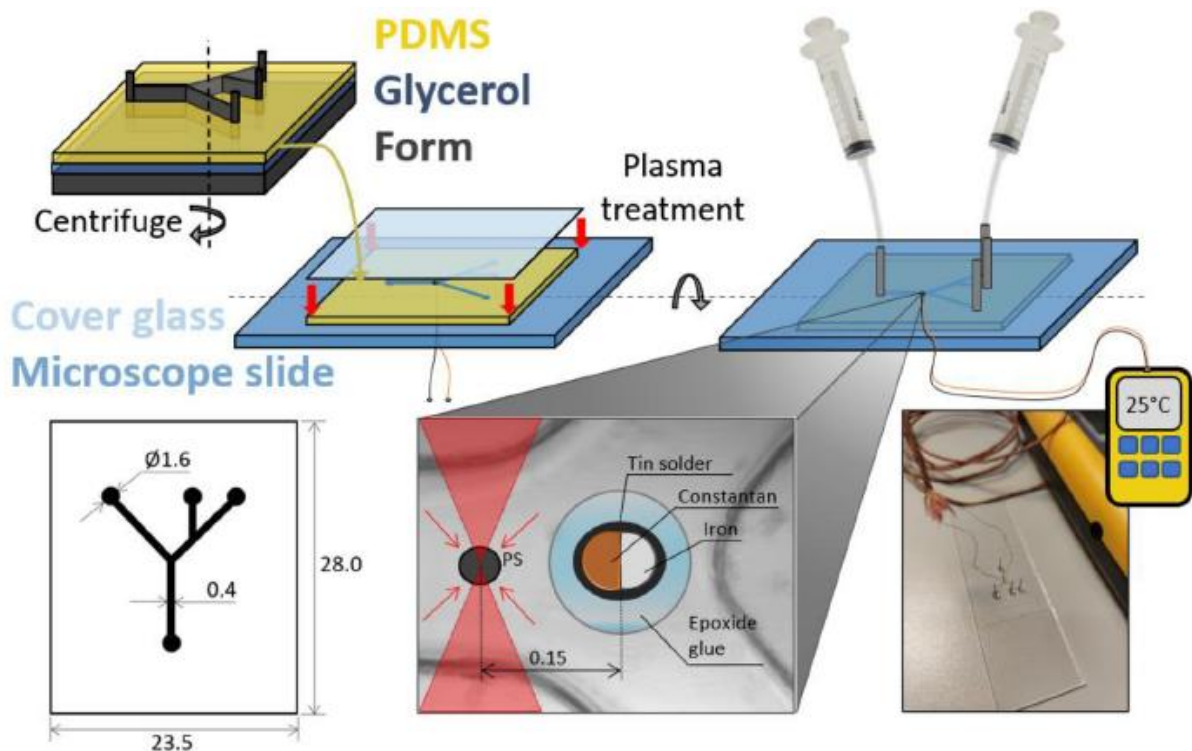 PDMS
Glycerol
Form
Centrifuge
Plasma
treatment
Cover glass
Microscope slide
25°C
Ø1.6
28.0
0.4
23.5
Tin solder
Constantan
Iron
PS
Epoxide
glue
0.15